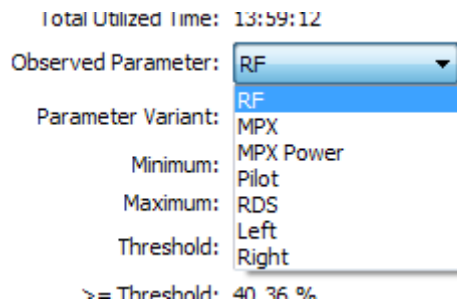 Total Utilized Time: 13:59:12
Observed Parameter: RF
RF
Parameter Variant:
MPX
MPX Power
Minimum:
Pilot
Maximum:
RDS
Left
Threshold:
Right
>= Threshold: 40.36 %